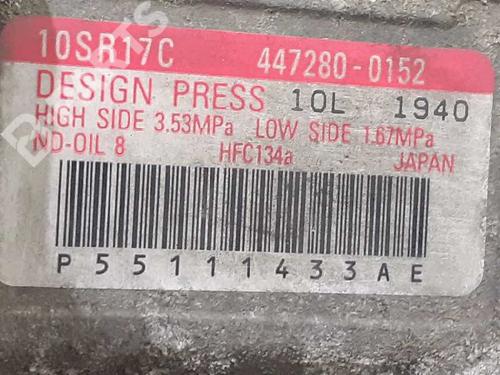 10SR17C 447280-0152
DESIGN PRESS 10L 1940
HIGH SIDE 3.53MPa LOW SIDE 1.67MPa
ND-OIL 8 HFC134a JAPAN
P55111433AE